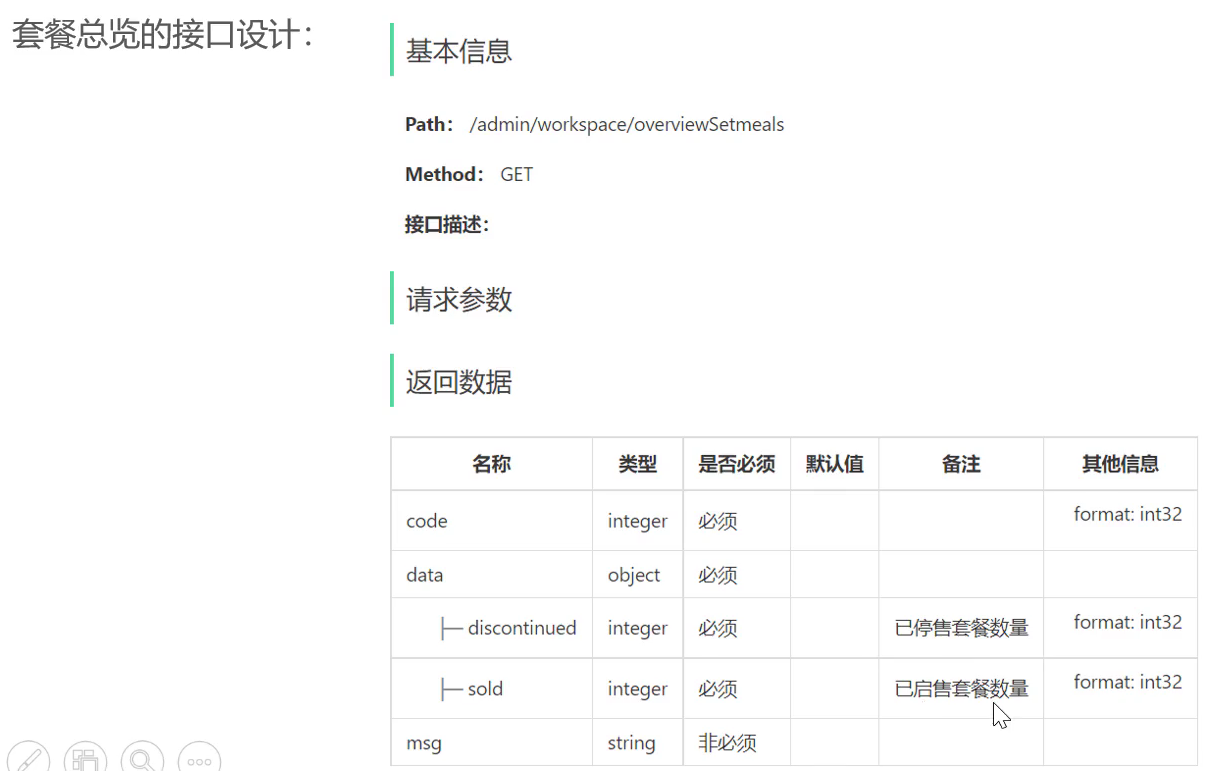 套餐总览的接口设计：
基本信息
Path： /admin/workspace/overviewSetmeals
Method： GET
接口描述：
请求参数
返回数据
名称 类型 是否必须 默认值 备注 其他信息
code integer 必须 format: int32
data object 必须
├─ discontinued integer 必须 已停售套餐数量 format: int32
├─ sold integer 必须 已启售套餐数量 format: int32
msg string 非必须